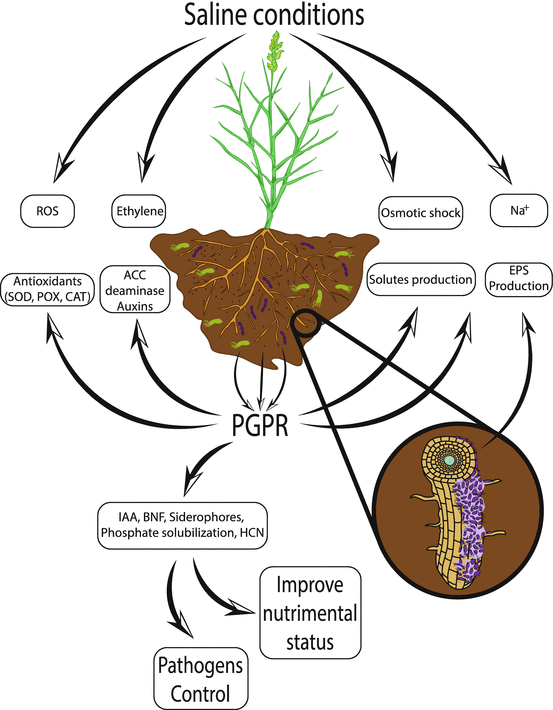 Saline conditions
ROS
Ethylene
Osmotic shock
Na+
Antioxidants
(SOD, POX, CAT)
ACC
deaminase
Auxins
Solutes production
EPS
Production
PGPR
IAA, BNF, Siderophores,
Phosphate solubilization, HCN
Improve
nutrimental
status
Pathogens
Control